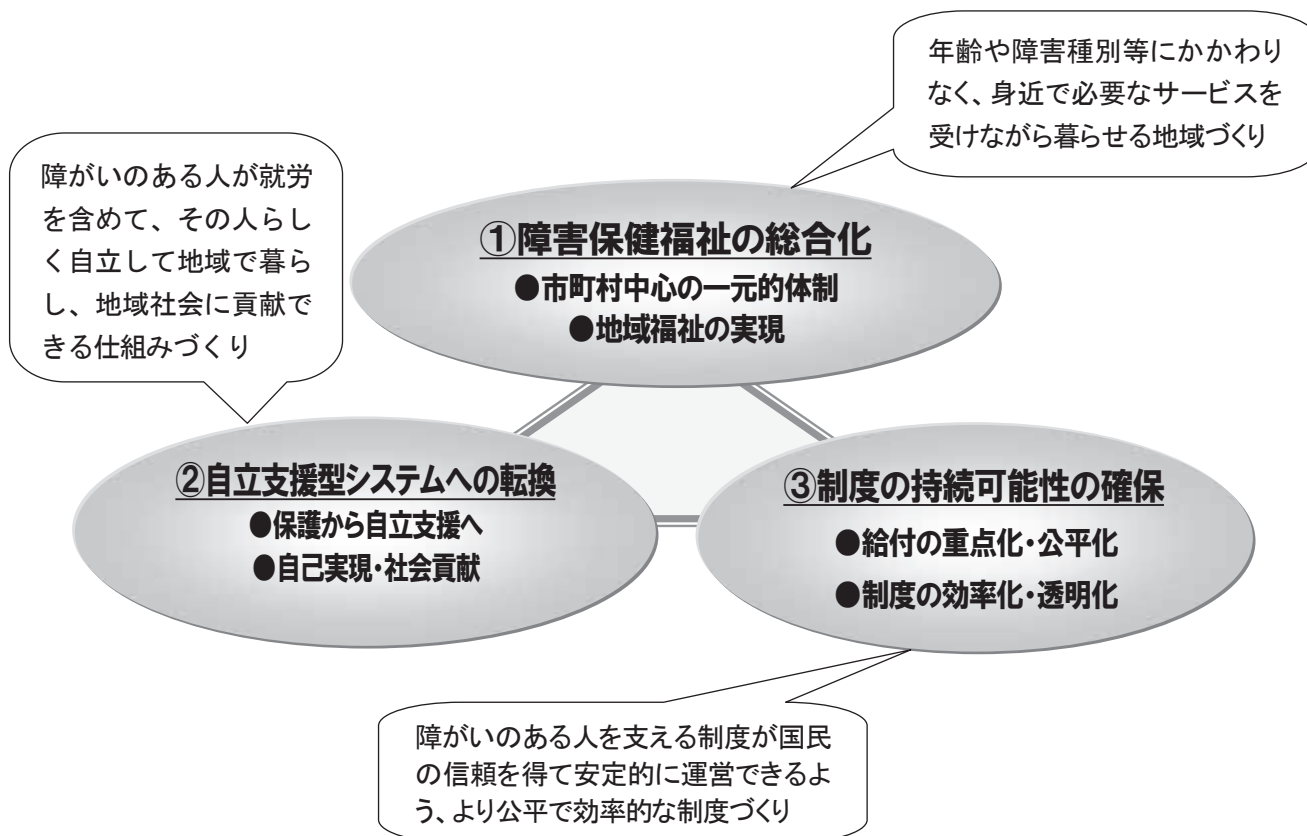 年齢や障害種別等にかかわり
なく、身近で必要なサービスを
受けながら暮らせる地域づくり
障がいのある人が就労
を含めて、その人らし
く自立して地域で暮ら
し、地域社会に貢献で
きる仕組みづくり
①障害保健福祉の総合化
●市町村中心の一元的体制
●地域福祉の実現
②自立支援型システムへの転換
●保護から自立支援へ
●自己実現・社会貢献
③制度の持続可能性の確保
●給付の重点化・公平化
●制度の効率化・透明化
障がいのある人を支える制度が国民
の信頼を得て安定的に運営できるよ
う、より公平で効率的な制度づくり